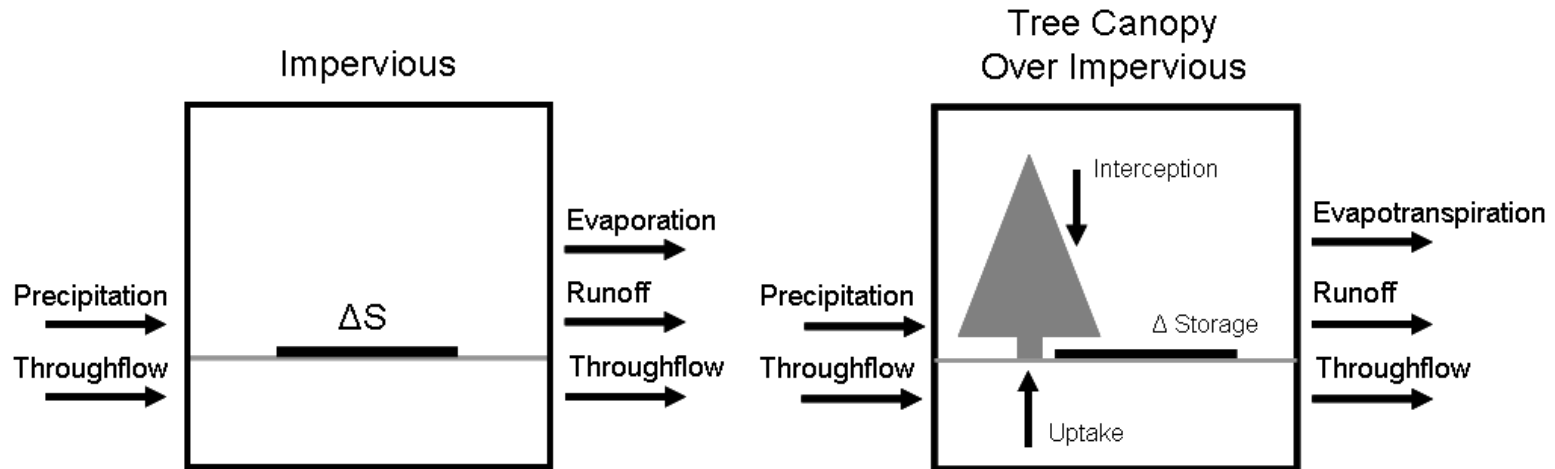 Impervious
Evaporation
Precipitation
Runoff
ΔS
Throughflow
Throughflow
Tree Canopy
Over Impervious
Interception
Evapotranspiration
Precipitation
Runoff
Δ Storage
Throughflow
Throughflow
Uptake